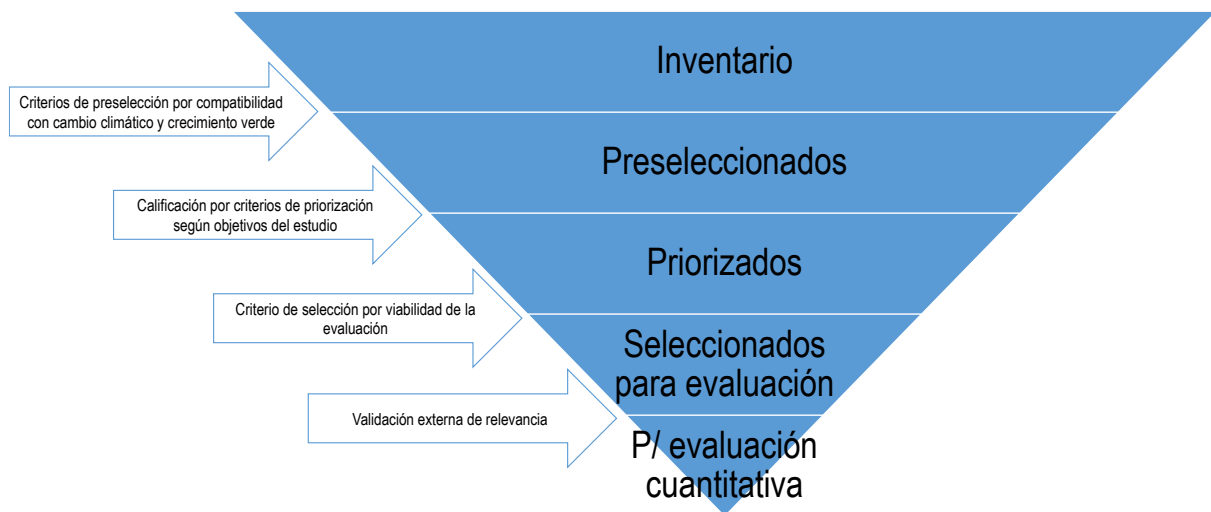 Inventario
Criterios de preselección por compatibilidad
con cambio climático y crecimiento verde
Preseleccionados
Calificación por criterios de priorización
según objetivos del estudio
Priorizados
Criterio de selección por viabilidad de la
evaluación
Seleccionados
para evaluación
Validación externa de relevancia
P/ evaluación
cuantitativa